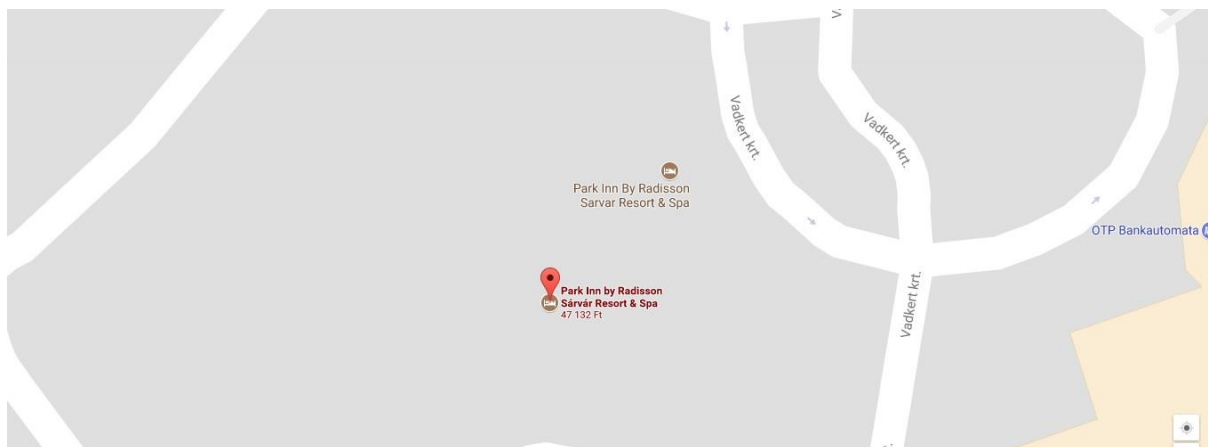 V.
Vadkert krt.
Vadkert krt.
Park Inn By Radisson
Sarvar Resort & Spa
OTP Bankautomata
Park Inn by Radisson
Sárvár Resort & Spa
47 132 Ft
Vadkert krt.